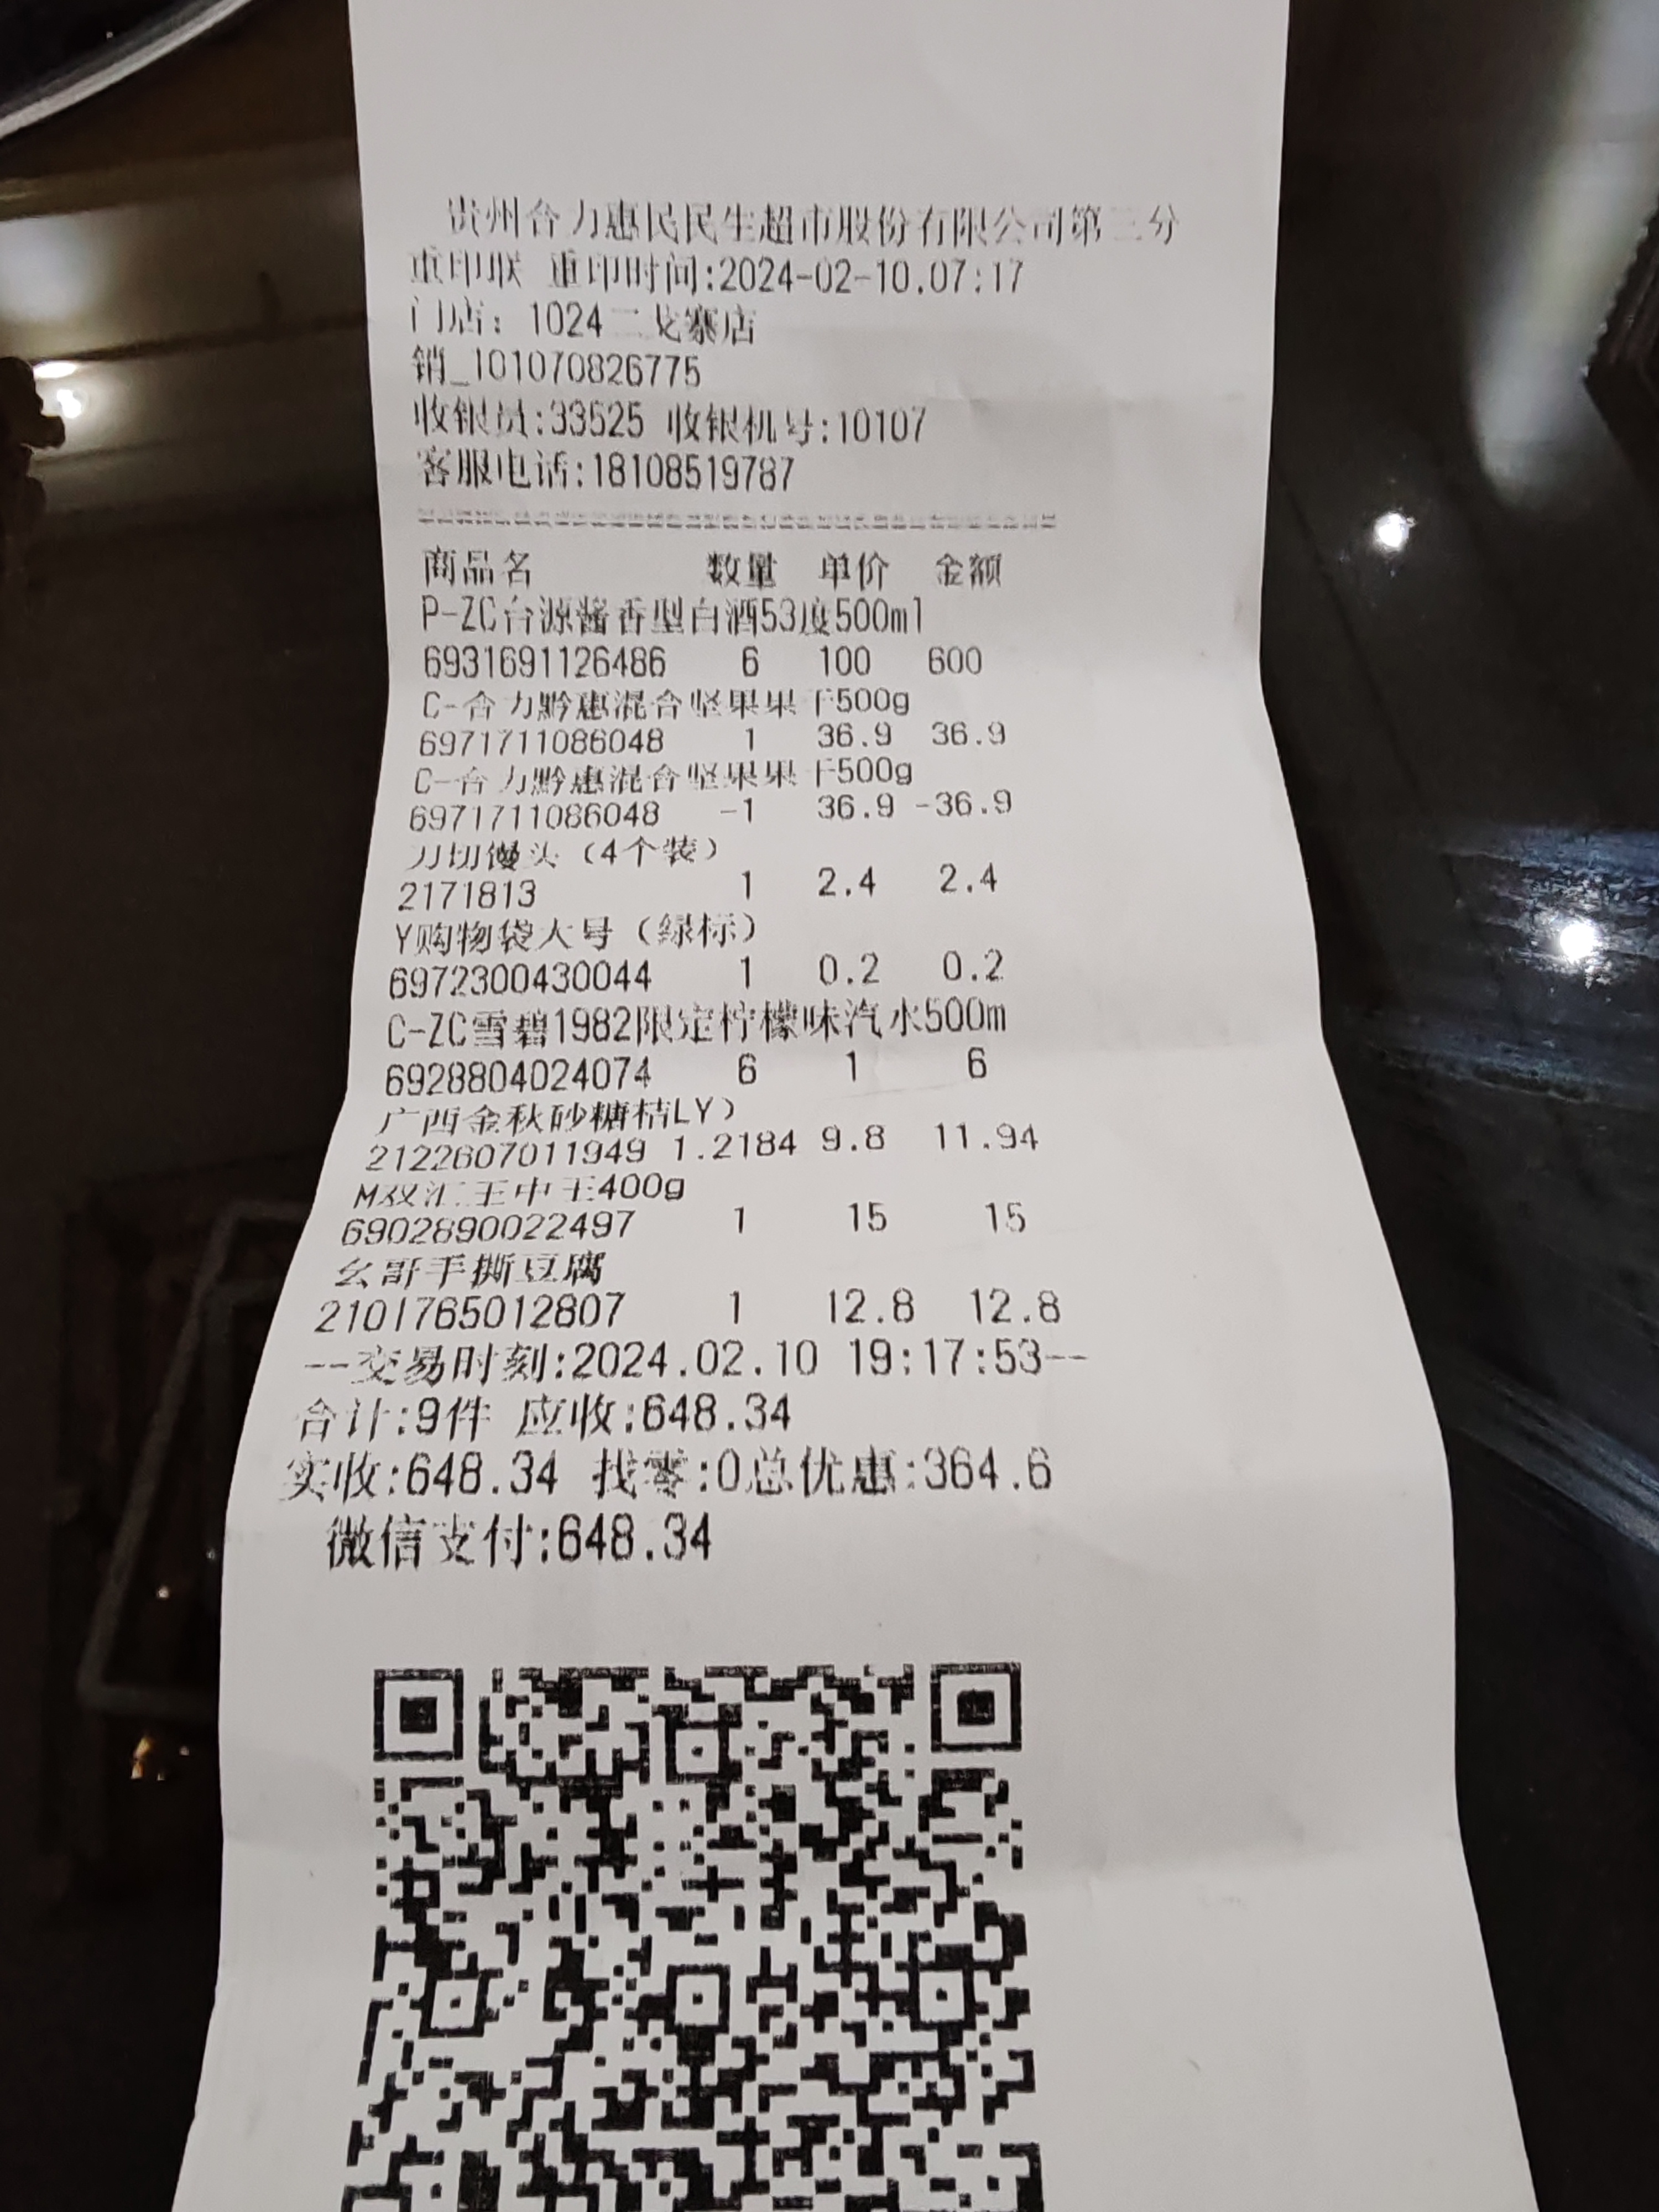 贵州合力惠民民生超市股份有限公司第三分
重印联 重印时间:2024-02-10.07:17
门店: 1024二戈寨店
销_101070826775
收银员:33525 收银机号:10107
客服电话:18108519787
商品名 数量 单价 金额
P-ZC台源酱香型白酒53度500ml
6931691126486 6 100 600
C-合力黔惠混合坚果果干500g
6971711086048 1 36.9 36.9
C-合力黔惠混合坚果果干500g
6971711086048 -1 36.9 -36.9
刀切馒头（4个装）
2171813 1 2.4 2.4
Y购物袋大号（绿标）
6972300430044 1 0.2 0.2
C-ZC雪碧1982限定柠檬味汽水500m
6928804024074 6 1 6
广西金秋砂糖桔LY）
2122607011949 1.2184 9.8 11.94
M双汇王中王400g
6902890022497 1 15 15
幺哥手撕豆腐
2101765012807 1 12.8 12.8
--交易时刻:2024.02.10 19:17:53--
合计:9件 应收:648.34
实收:648.34 找零:0总优惠:364.6
微信支付:648.34